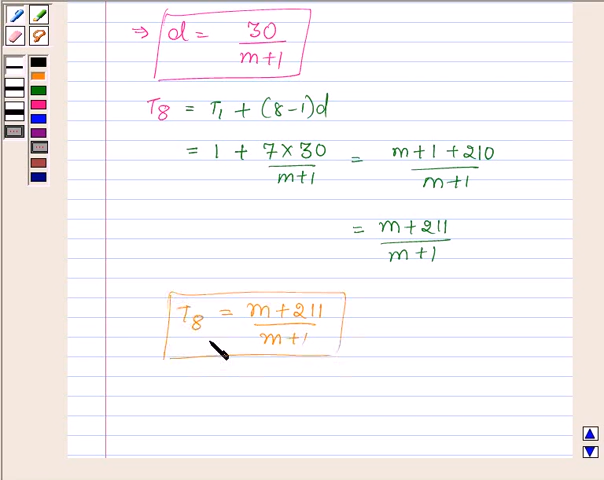 ⇒ d = 30/(m+1)
T₈ = T₁ + (8-1)d
= 1 + (7×30)/(m+1) = (m+1+210)/(m+1)
= (m+211)/(m+1)
T₈ = (m+211)/(m+1)